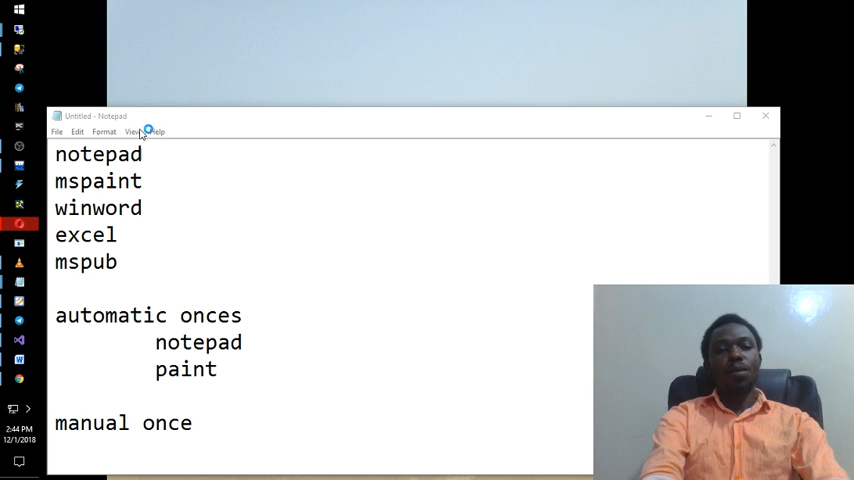 Untitled - Notepad
File Edit Format View Help
notepad
mspaint
winword
excel
mspub
automatic onces
notepad
paint
manual once
2:44 PM
12/1/2018